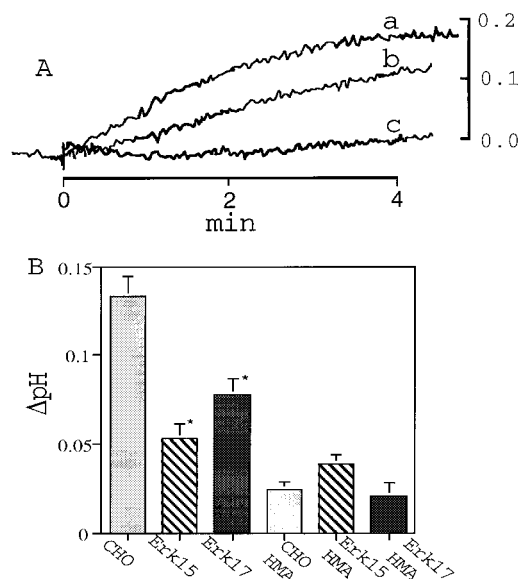 A
a
b
c
0.2
0.1
0.0
0
2
4
min
B
0.15
0.1
0.05
0
ΔpH
*
*
CHO
Erk15
Erk17
CHO
HMA
Erk15
HMA
Erk17
HMA